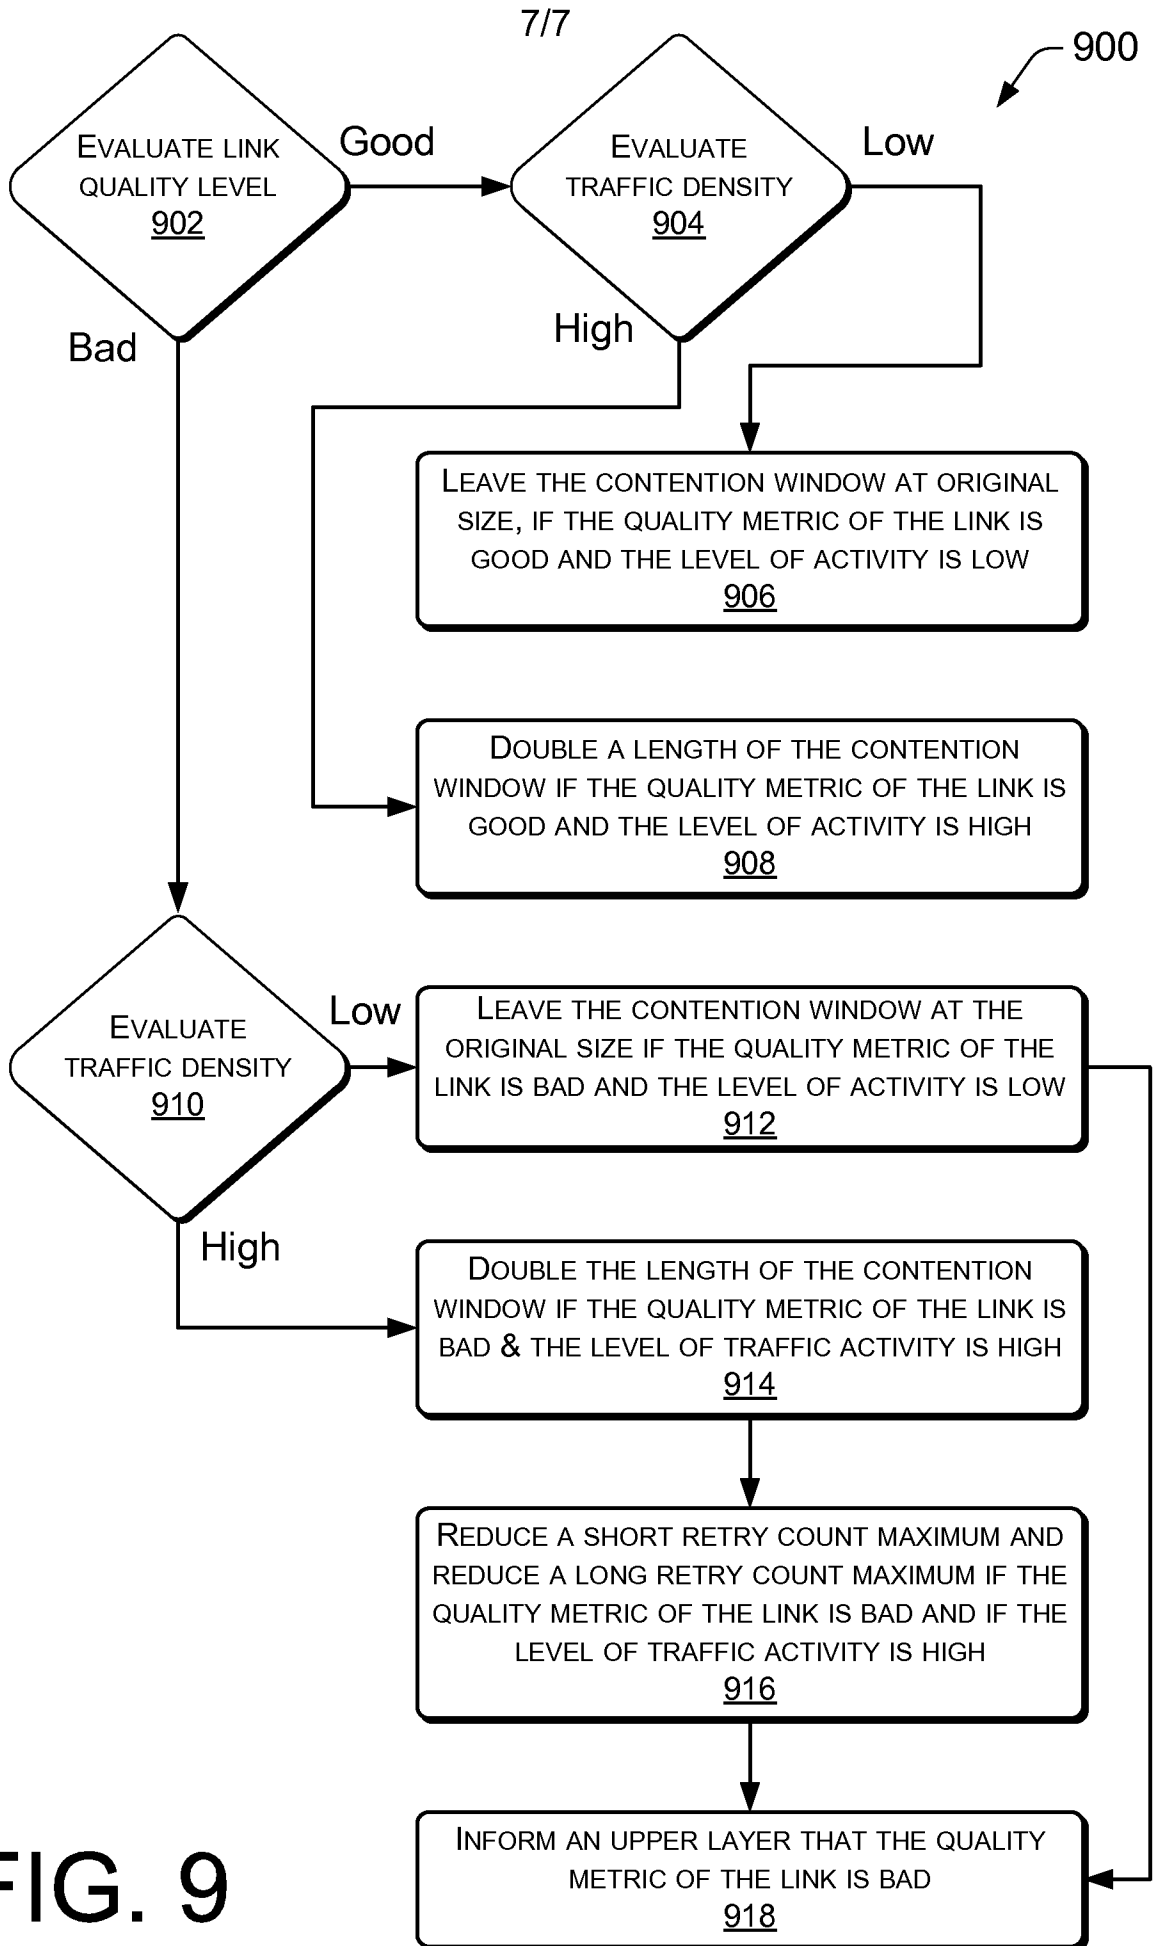 7/7
900
EVALUATE LINK
QUALITY LEVEL
902
Good
EVALUATE
TRAFFIC DENSITY
904
Low
Bad
High
LEAVE THE CONTENTION WINDOW AT ORIGINAL
SIZE, IF THE QUALITY METRIC OF THE LINK IS
GOOD AND THE LEVEL OF ACTIVITY IS LOW
906
DOUBLE A LENGTH OF THE CONTENTION
WINDOW IF THE QUALITY METRIC OF THE LINK IS
GOOD AND THE LEVEL OF ACTIVITY IS HIGH
908
EVALUATE
TRAFFIC DENSITY
910
Low
LEAVE THE CONTENTION WINDOW AT THE
ORIGINAL SIZE IF THE QUALITY METRIC OF THE
LINK IS BAD AND THE LEVEL OF ACTIVITY IS LOW
912
High
DOUBLE THE LENGTH OF THE CONTENTION
WINDOW IF THE QUALITY METRIC OF THE LINK IS
BAD & THE LEVEL OF TRAFFIC ACTIVITY IS HIGH
914
REDUCE A SHORT RETRY COUNT MAXIMUM AND
REDUCE A LONG RETRY COUNT MAXIMUM IF THE
QUALITY METRIC OF THE LINK IS BAD AND IF THE
LEVEL OF TRAFFIC ACTIVITY IS HIGH
916
INFORM AN UPPER LAYER THAT THE QUALITY
METRIC OF THE LINK IS BAD
918
FIG. 9